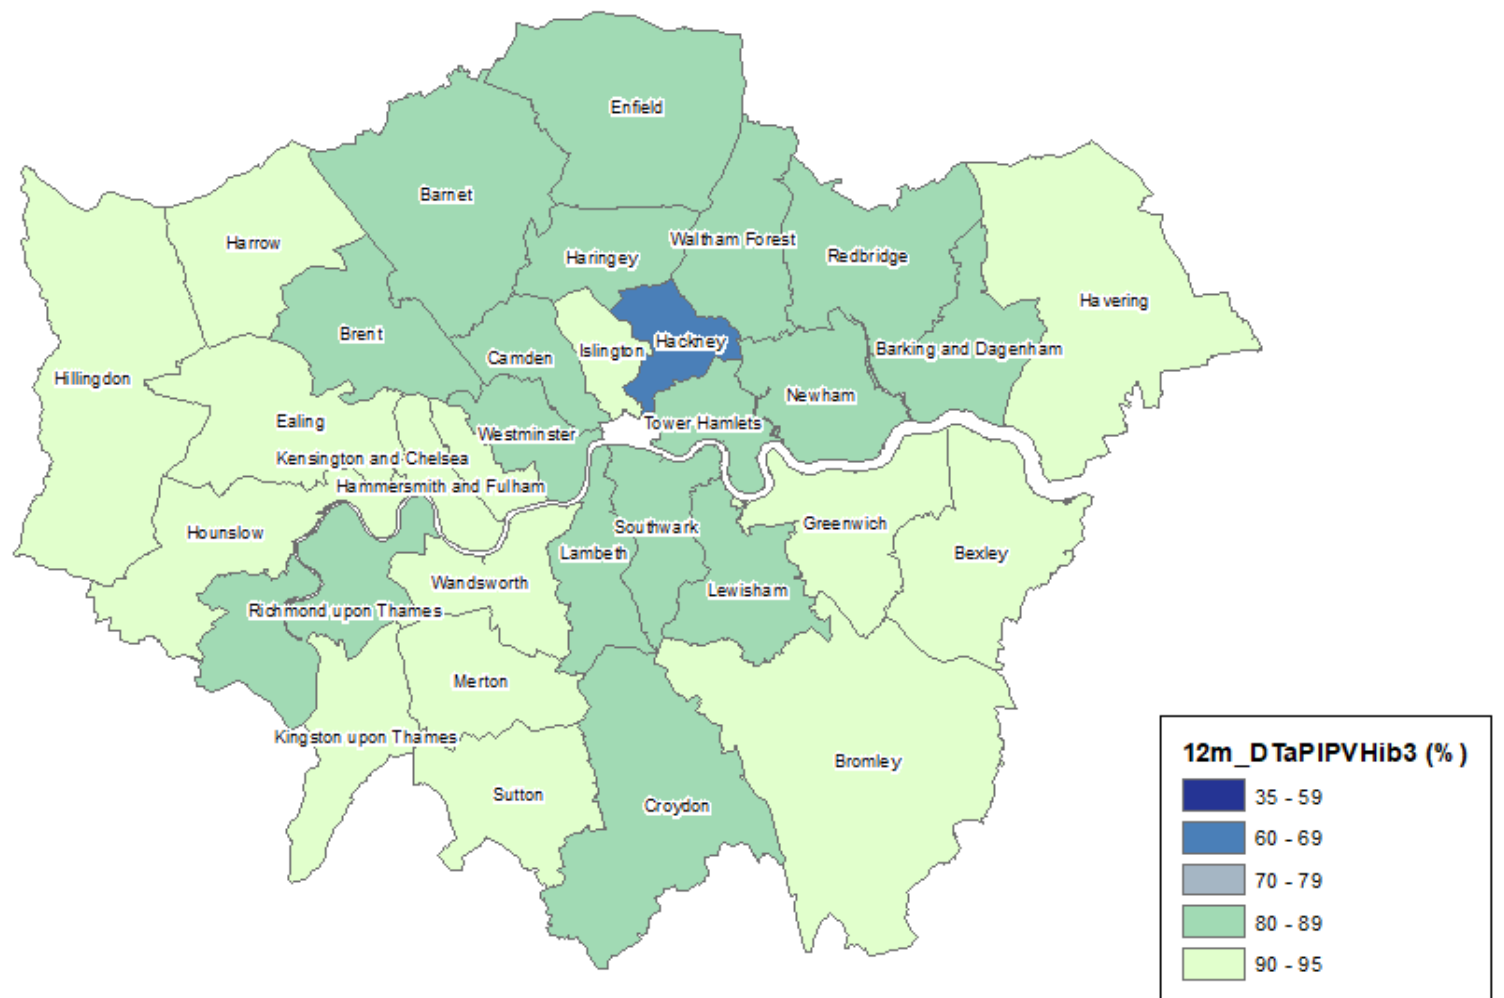 Enfield
Barnet
Harrow
Haringey
Waltham Forest
Redbridge
Havering
Brent
Camden
Islington
Hackney
Barking and Dagenham
Hillingdon
Newham
Ealing
Westminster
Tower Hamlets
Kensington and Chelsea
Hammersmith and Fulham
Hounslow
Southwark
Greenwich
Lambeth
Bexley
Wandsworth
Lewisham
Richmond upon Thames
Merton
Kingston upon Thames
Bromley
Sutton
Croydon
12m_DTaPIPVHib3 (%)
35 - 59
60 - 69
70 - 79
80 - 89
90 - 95